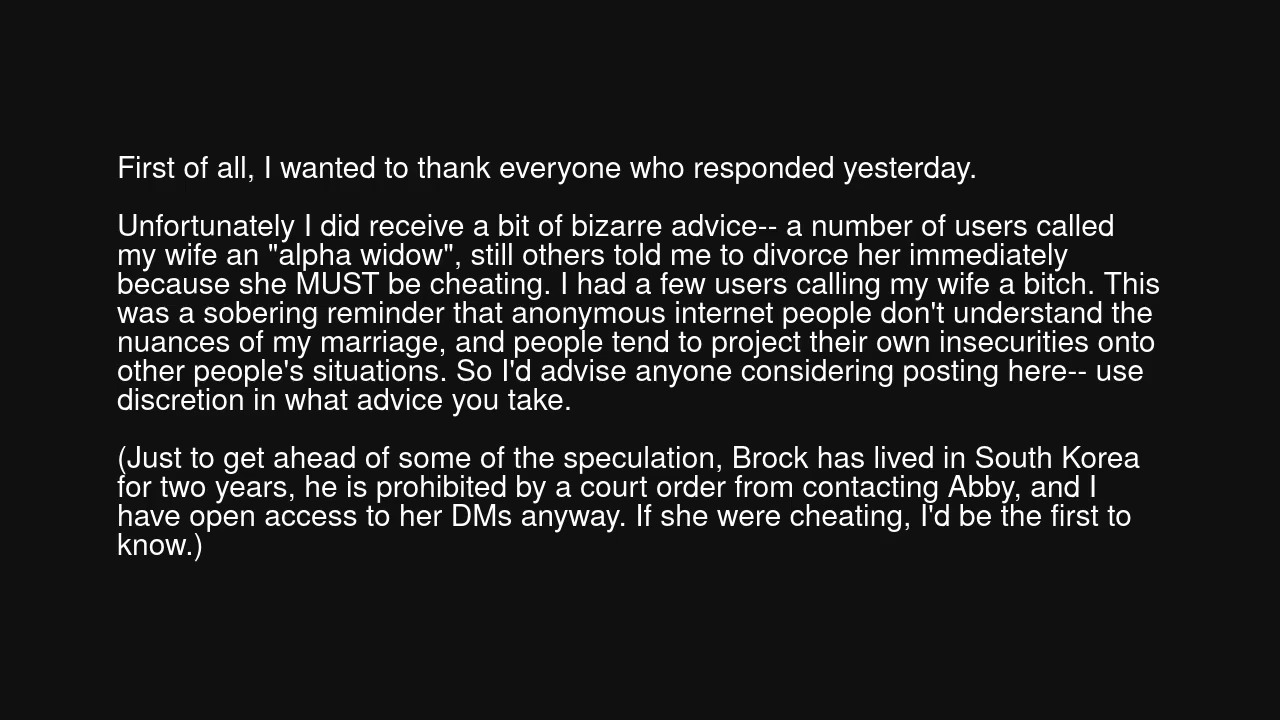 First of all, I wanted to thank everyone who responded yesterday.
Unfortunately I did receive a bit of bizarre advice-- a number of users called
my wife an "alpha widow", still others told me to divorce her immediately
because she MUST be cheating. I had a few users calling my wife a bitch. This
was a sobering reminder that anonymous internet people don't understand the
nuances of my marriage, and people tend to project their own insecurities onto
other people's situations. So I'd advise anyone considering posting here-- use
discretion in what advice you take.
(Just to get ahead of some of the speculation, Brock has lived in South Korea
for two years, he is prohibited by a court order from contacting Abby, and I
have open access to her DMs anyway. If she were cheating, I'd be the first to
know.)